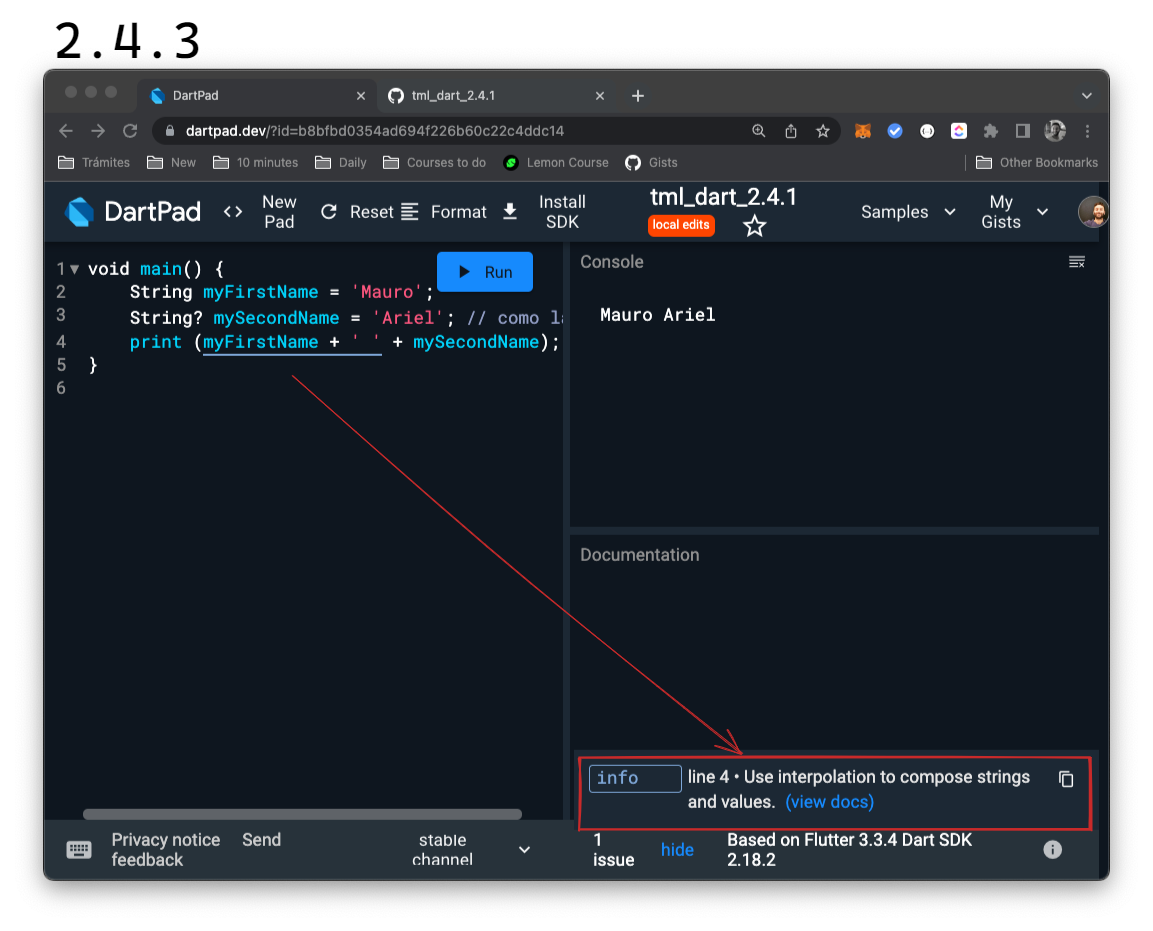 2.4.3
DartPad
tml_dart_2.4.1
dartpad.dev/?id=b8bfbd0354ad694f226b60c22c4ddc14
Trámites New 10 minutes Daily Courses to do Lemon Course Gists Other Bookmarks
DartPad <> New Pad Reset Format Install SDK
tml_dart_2.4.1
local edits
Samples My Gists
1 void main() {
2 String myFirstName = 'Mauro';
3 String? mySecondName = 'Ariel'; // como la
4 print (myFirstName + ' ' + mySecondName);
5 }
6
Run
Console
Mauro Ariel
Documentation
info line 4 • Use interpolation to compose strings
and values. (view docs)
Privacy notice Send
feedback
stable
channel
1
issue
hide
Based on Flutter 3.3.4 Dart SDK
2.18.2